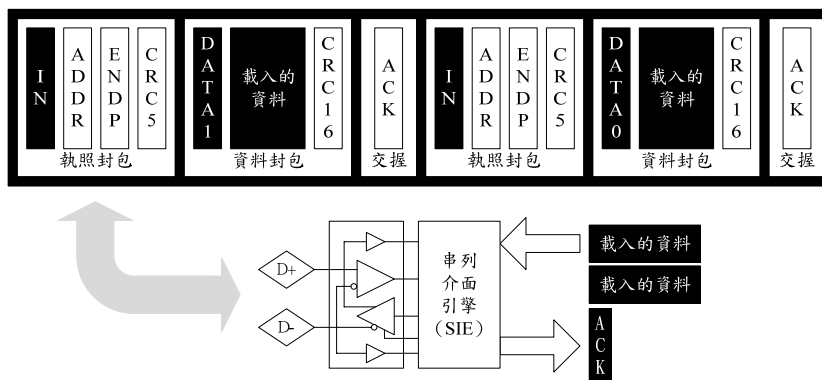 IN
ADDR
ENDP
CRC5
執照封包
DATA1
載入的
資料
CRC16
資料封包
ACK
交握
IN
ADDR
ENDP
CRC5
執照封包
DATA0
載入的
資料
CRC16
資料封包
ACK
交握
D+
D-
串列
介面
引擎
(SIE)
載入的資料
載入的資料
ACK